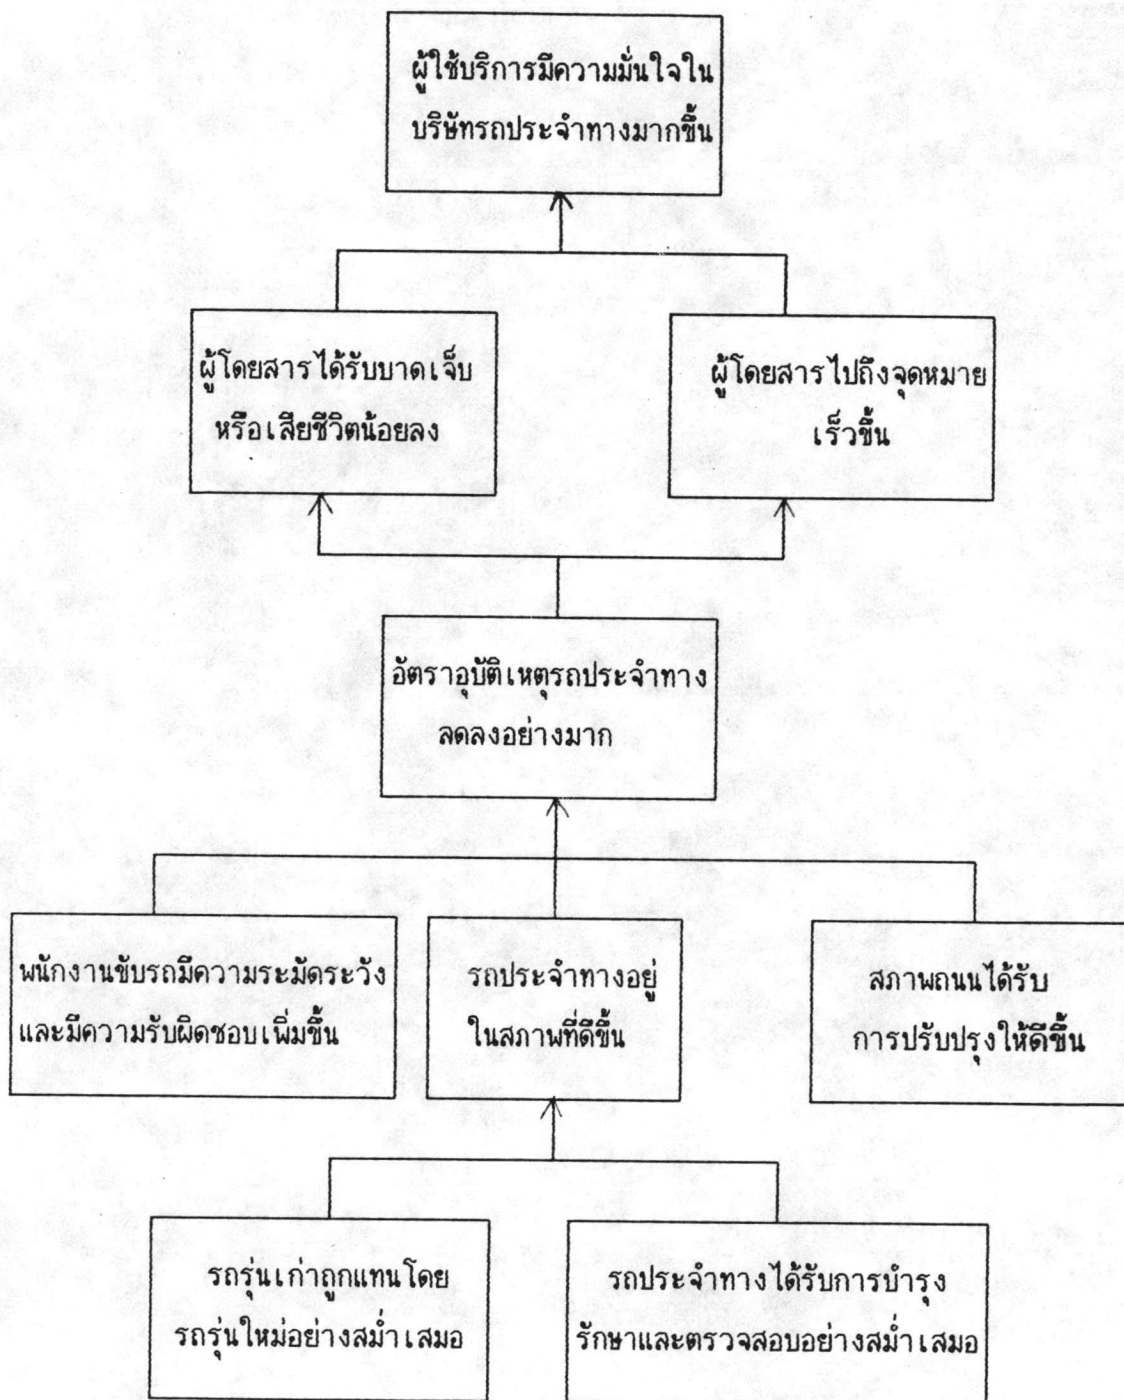 ผู้ใช้บริการมีความมั่นใจใน
บริษัทรถประจำทางมากขึ้น
ผู้โดยสารได้รับบาดเจ็บ
หรือเสียชีวิตน้อยลง
ผู้โดยสารไปถึงจุดหมาย
เร็วขึ้น
อัตราอุบัติเหตุรถประจำทาง
ลดลงอย่างมาก
พนักงานขับรถมีความระมัดระวัง
และมีความรับผิดชอบเพิ่มขึ้น
รถประจำทางอยู่
ในสภาพที่ดีขึ้น
สภาพถนนได้รับ
การปรับปรุงให้ดีขึ้น
รถรุ่นเก่าถูกแทนโดย
รถรุ่นใหม่อย่างสม่ำเสมอ
รถประจำทางได้รับการบำรุง
รักษาและตรวจสอบอย่างสม่ำเสมอ